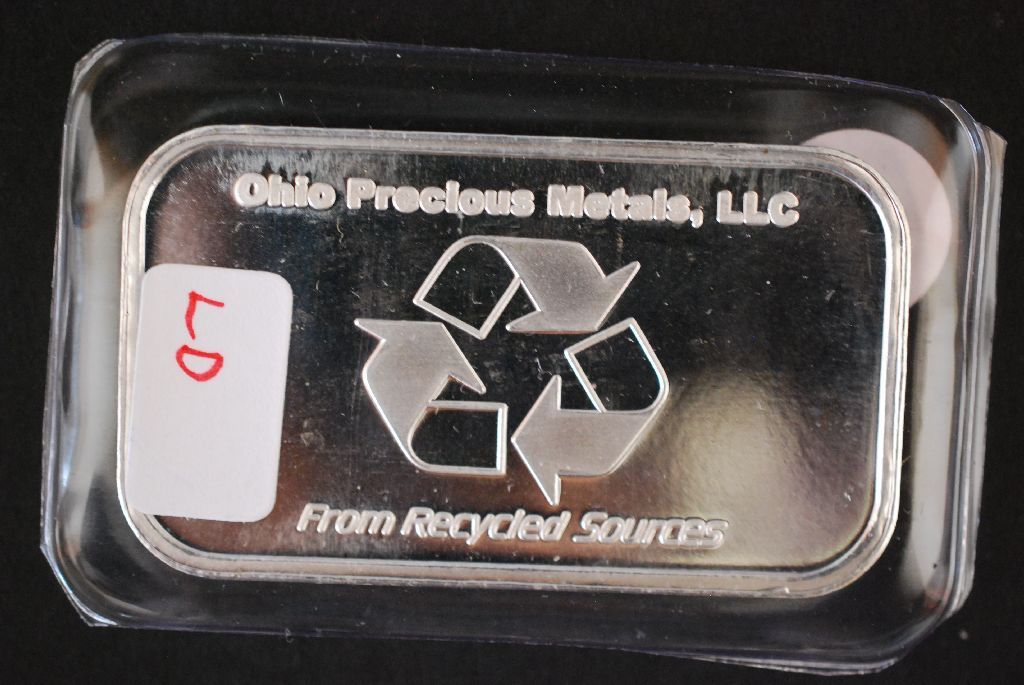 Ohio Precious Metals, LLC
LD
From Recycled Sources